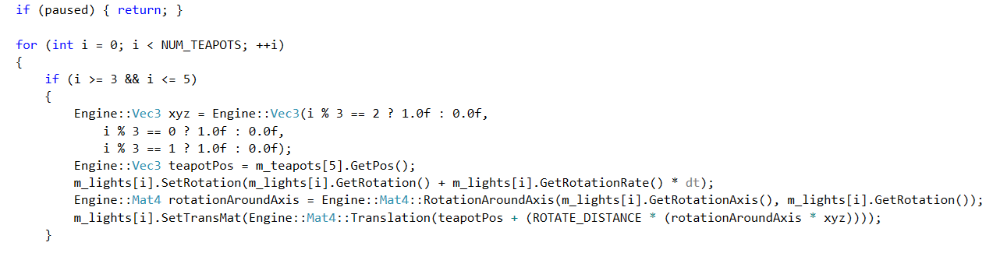 if (paused) { return; }
for (int i = 0; i < NUM_TEAPOTS; ++i)
{
if (i >= 3 && i <= 5)
{
Engine::Vec3 xyz = Engine::Vec3(i % 3 == 2 ? 1.0f : 0.0f,
i % 3 == 0 ? 1.0f : 0.0f,
i % 3 == 1 ? 1.0f : 0.0f);
Engine::Vec3 teapotPos = m_teapots[5].GetPos();
m_lights[i].SetRotation(m_lights[i].GetRotation() + m_lights[i].GetRotationRate() * dt);
Engine::Mat4 rotationAroundAxis = Engine::Mat4::RotationAroundAxis(m_lights[i].GetRotationAxis(), m_lights[i].GetRotation());
m_lights[i].SetTransMat(Engine::Mat4::Translation(teapotPos + (ROTATE_DISTANCE * (rotationAroundAxis * xyz))));
}